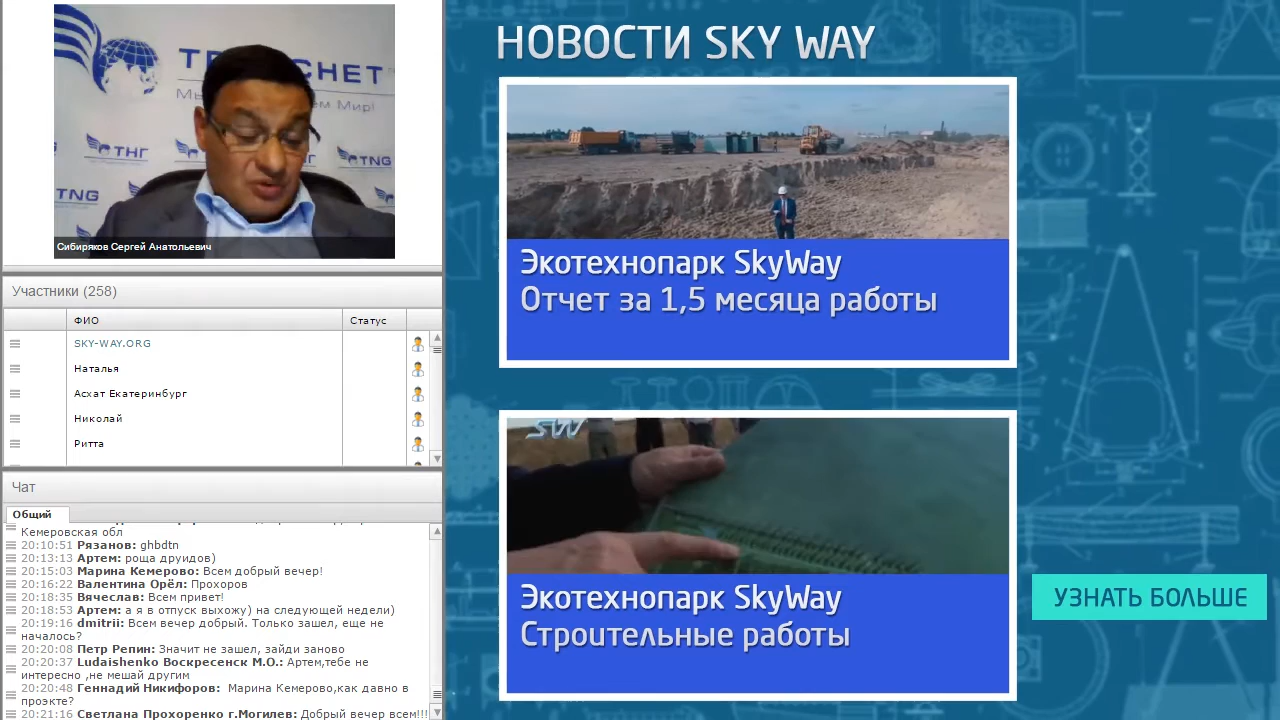 ТНГ
TNG
TNG
Сибиряков Сергей Анатольевич
Участники (258)
ФИО
Статус
SKY-WAY.ORG
Наталья
Асхат Екатеринбург
Николай
Ритта
Чат
Общий
Кемеровская обл
20:10:51 Рязанов: ghbdtn
20:13:13 Артем: роща друидов)
20:15:03 Марина Кемерово: Всем добрый вечер!
20:16:22 Валентина Орёл: Прохоров
20:18:35 Вячеслав: Всем привет!
20:18:53 Артем: а я в отпуск выхожу) на следующей недели)
20:19:16 dmitrii: Всем вечер добрый. Только зашел, еще не
началось?
20:20:08 Петр Репин: Значит не зашел, зайди заново
20:20:37 Ludaishenko Воскресенск М.О.: Артем,тебе не
интересно ,не мешай другим
20:20:48 Геннадий Никифоров: Марина Кемерово,как давно в
проэкте?
20:21:16 Светлана Прохоренко г.Могилев: Добрый вечер всем!!!
НОВОСТИ SKY WAY
Экотехнопарк SkyWay
Отчет за 1,5 месяца работы
SW
Экотехнопарк SkyWay
Строительные работы
УЗНАТЬ БОЛЬШЕ